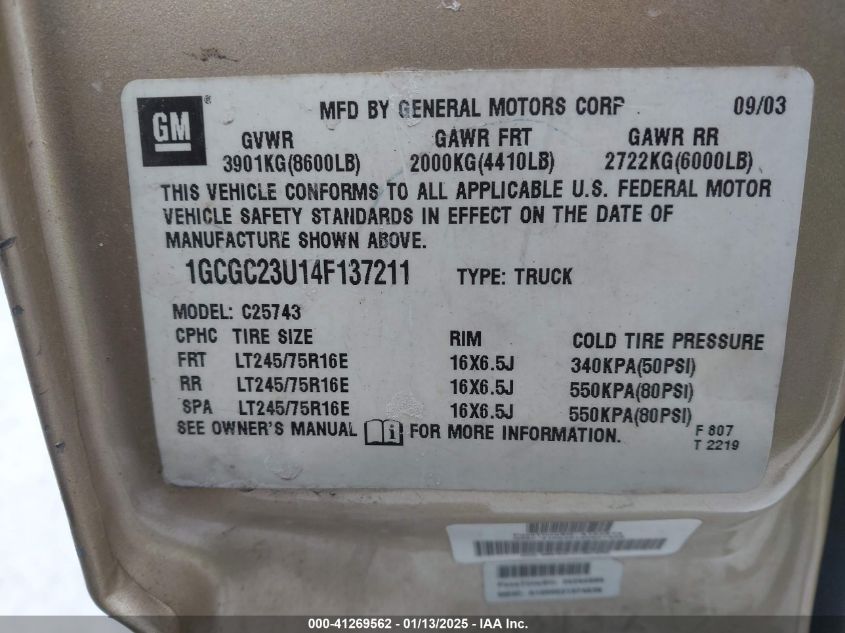 GM
MFD BY GENERAL MOTORS CORP 09/03
GVWR GAWR FRT GAWR RR
3901KG(8600LB) 2000KG(4410LB) 2722KG(6000LB)
THIS VEHICLE CONFORMS TO ALL APPLICABLE U.S. FEDERAL MOTOR
VEHICLE SAFETY STANDARDS IN EFFECT ON THE DATE OF
MANUFACTURE SHOWN ABOVE.
1GCGC23U14F137211 TYPE: TRUCK
MODEL: C25743
CPHC TIRE SIZE RIM COLD TIRE PRESSURE
FRT LT245/75R16E 16X6.5J 340KPA(50PSI)
RR LT245/75R16E 16X6.5J 550KPA(80PSI)
SPA LT245/75R16E 16X6.5J 550KPA(80PSI)
SEE OWNER'S MANUAL FOR MORE INFORMATION.
F 807
T 2219
000-41269562 - 01/13/2025 - IAAI.COM